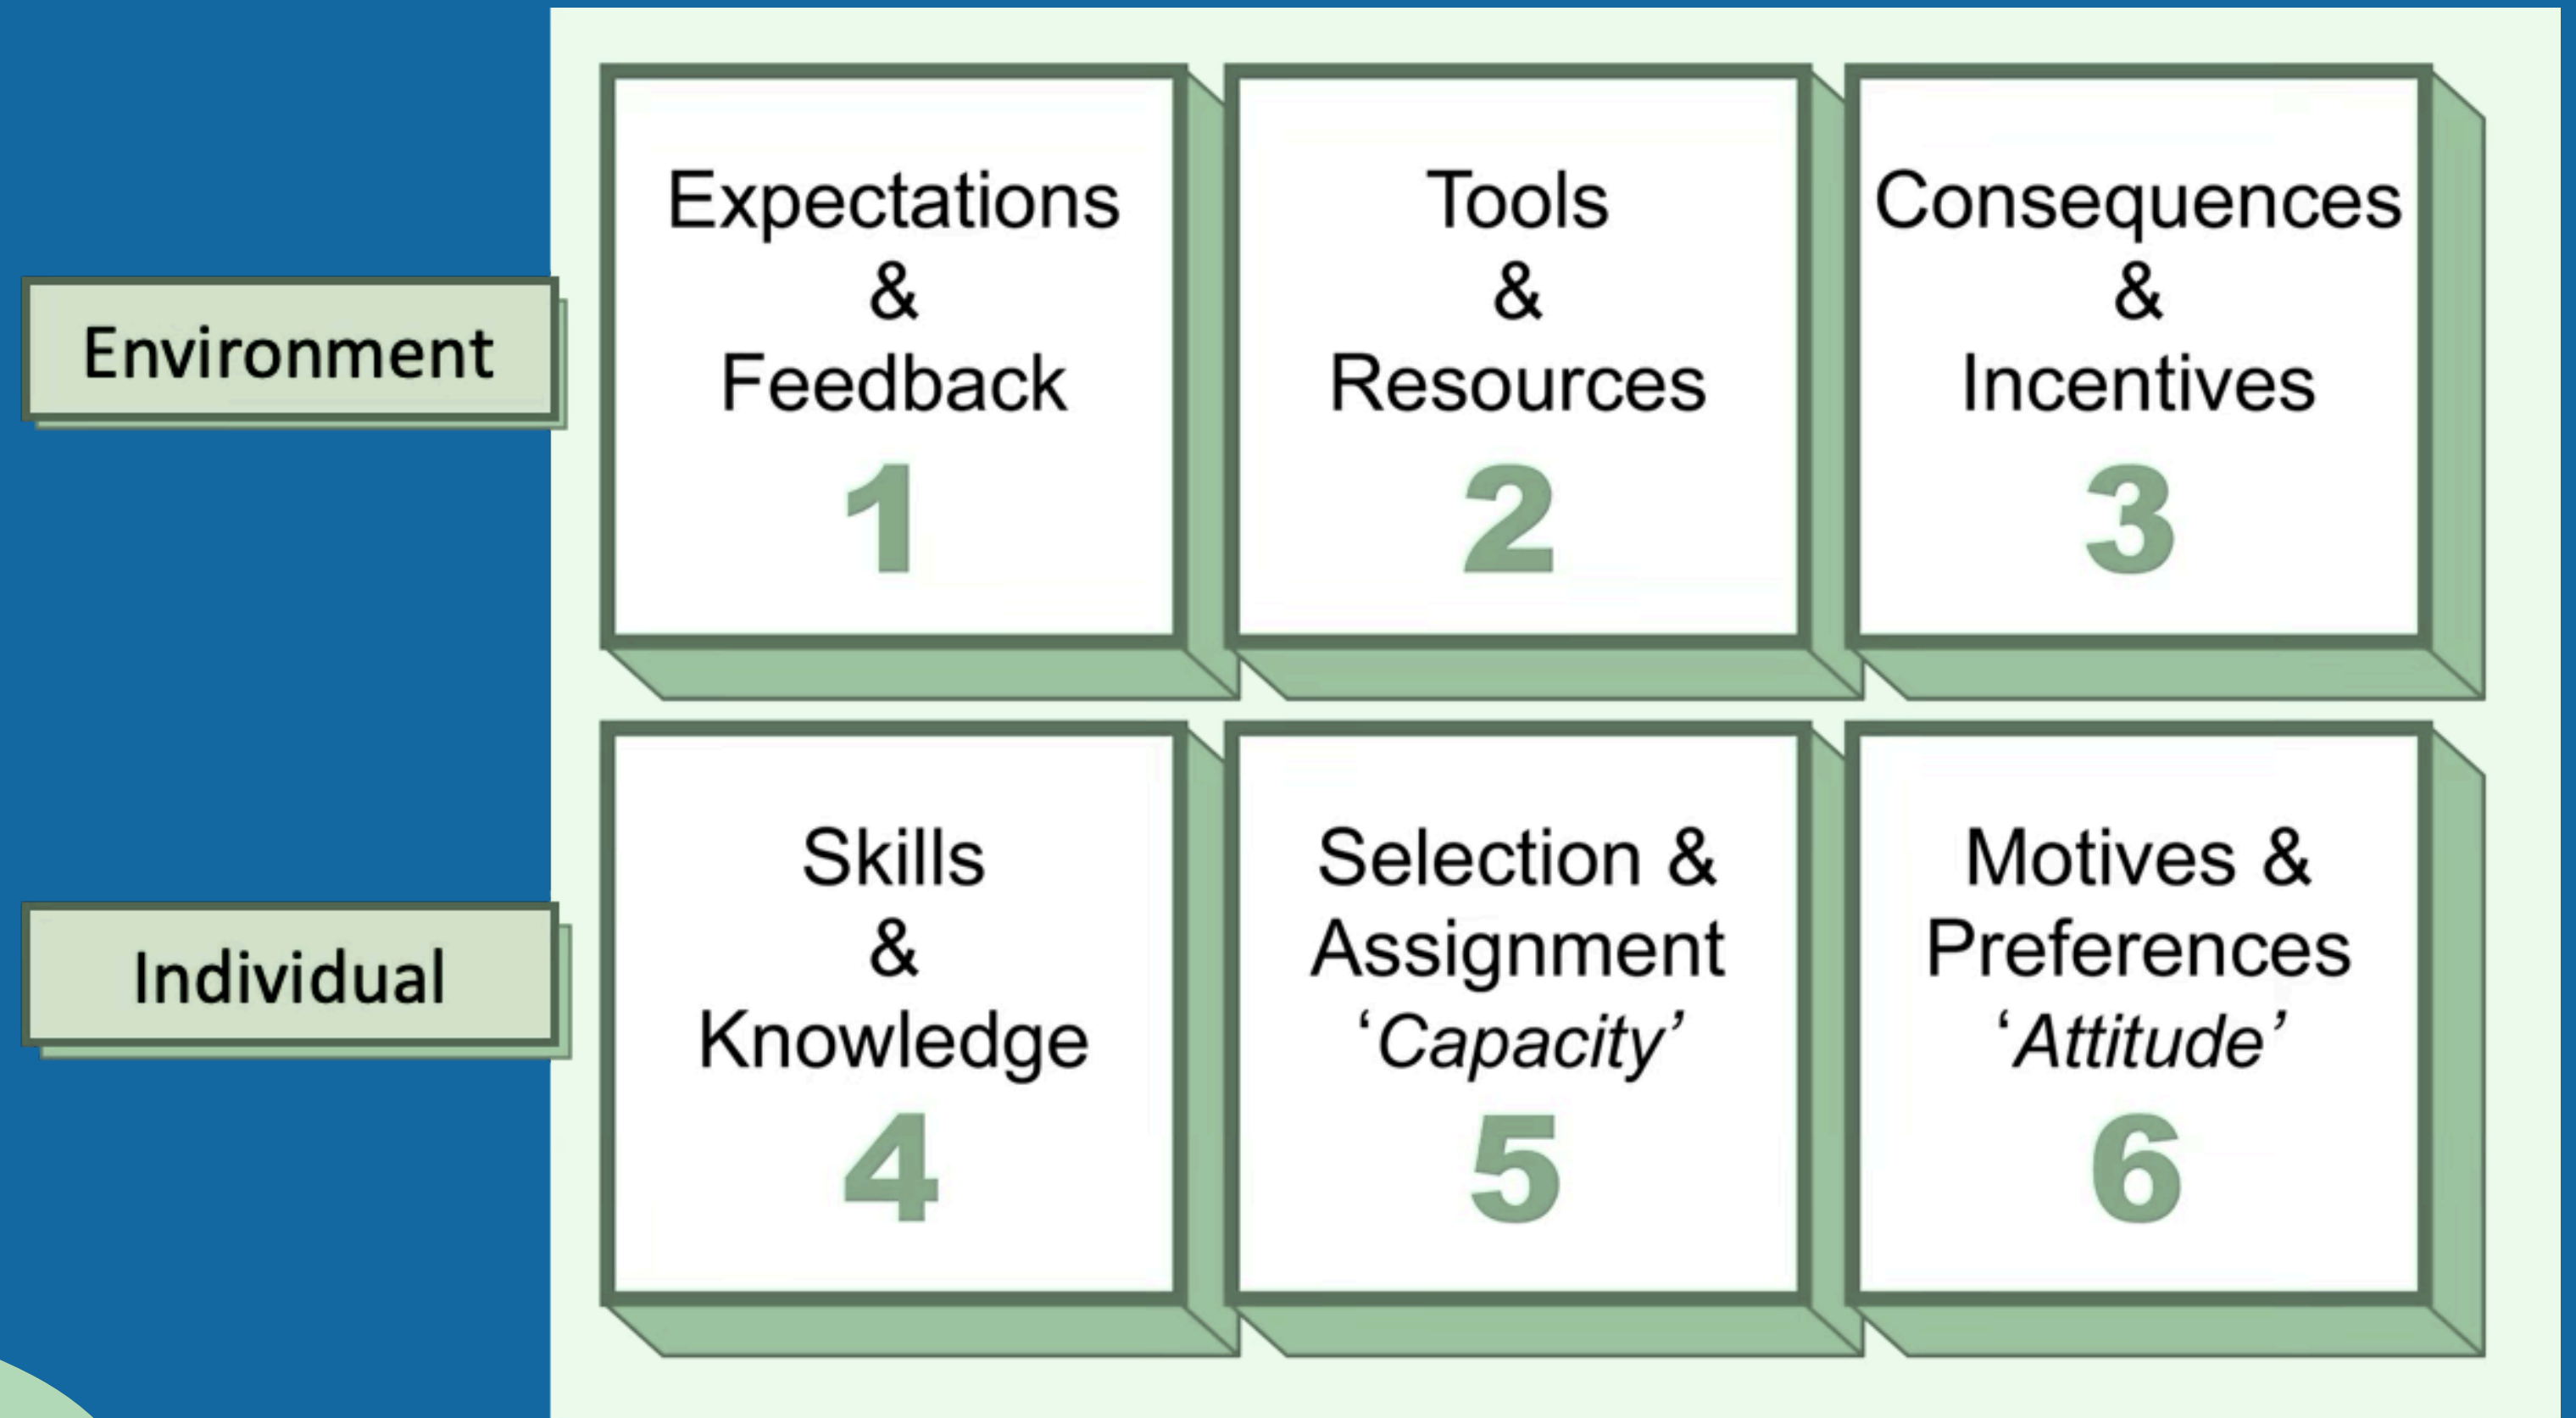 Environment
Expectations
&
Feedback
1
Tools
&
Resources
2
Consequences
&
Incentives
3
Individual
Skills
&
Knowledge
4
Selection &
Assignment
‘Capacity’
5
Motives &
Preferences
‘Attitude’
6